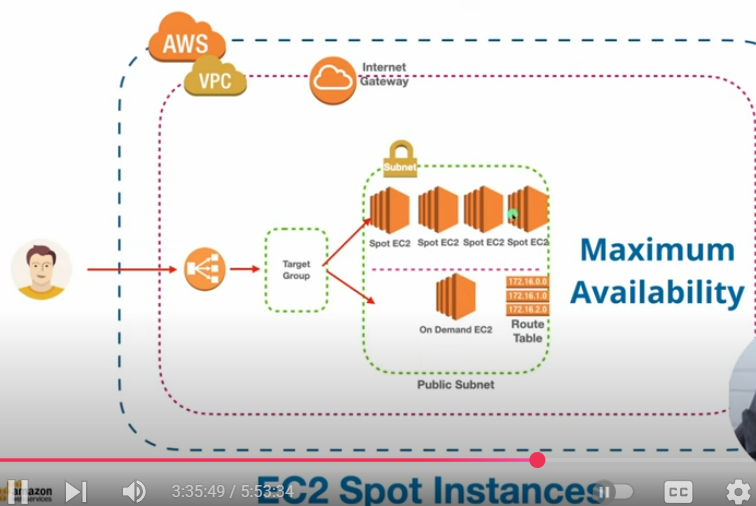 AWS
VPC
Internet
Gateway
Subnet
Spot EC2
Spot EC2
Spot EC2
Spot EC2
Target
Group
Maximum
Availability
172.16.0.0
172.16.1.0
172.16.2.0
On Demand EC2
Route
Table
Public Subnet
3:35:49 / 5:53:34
CC
amazon
EC2 Spot Instances